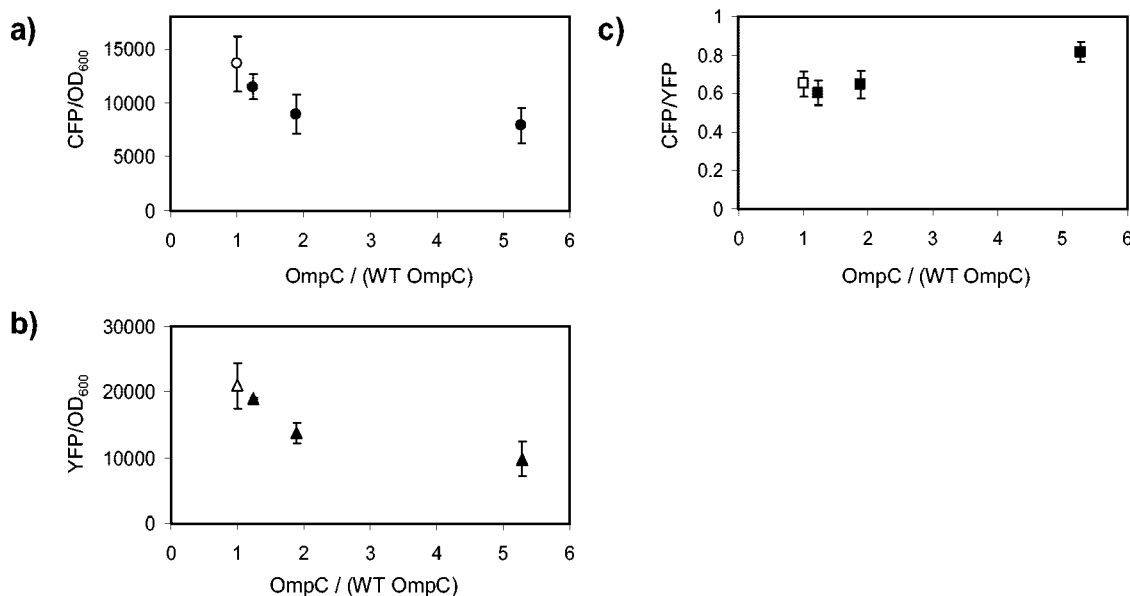 a)
CFP/OD600
15000
10000
5000
0
0 1 2 3 4 5 6
OmpC / (WT OmpC)
c)
CFP/YFP
1
0.8
0.6
0.4
0.2
0
0 1 2 3 4 5 6
OmpC / (WT OmpC)
b)
YFP/OD600
30000
20000
10000
0
0 1 2 3 4 5 6
OmpC / (WT OmpC)